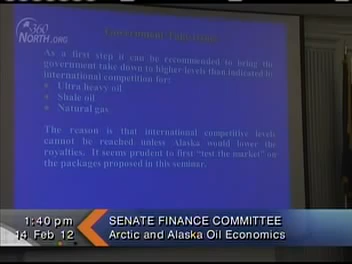 360
NORTH.ORG
Government Take
As a first step it can be recommended to bring the
government take down to higher levels than indicated by
international competition for:
Ultra heavy oil
Shale oil
Natural gas
The reason is that international competitive levels
cannot be reached unless Alaska would lower the
royalties. It seems prudent to first “test the market” on
the packages proposed in this seminar.
1:40 pm
14 Feb 12
SENATE FINANCE COMMITTEE
Arctic and Alaska Oil Economics